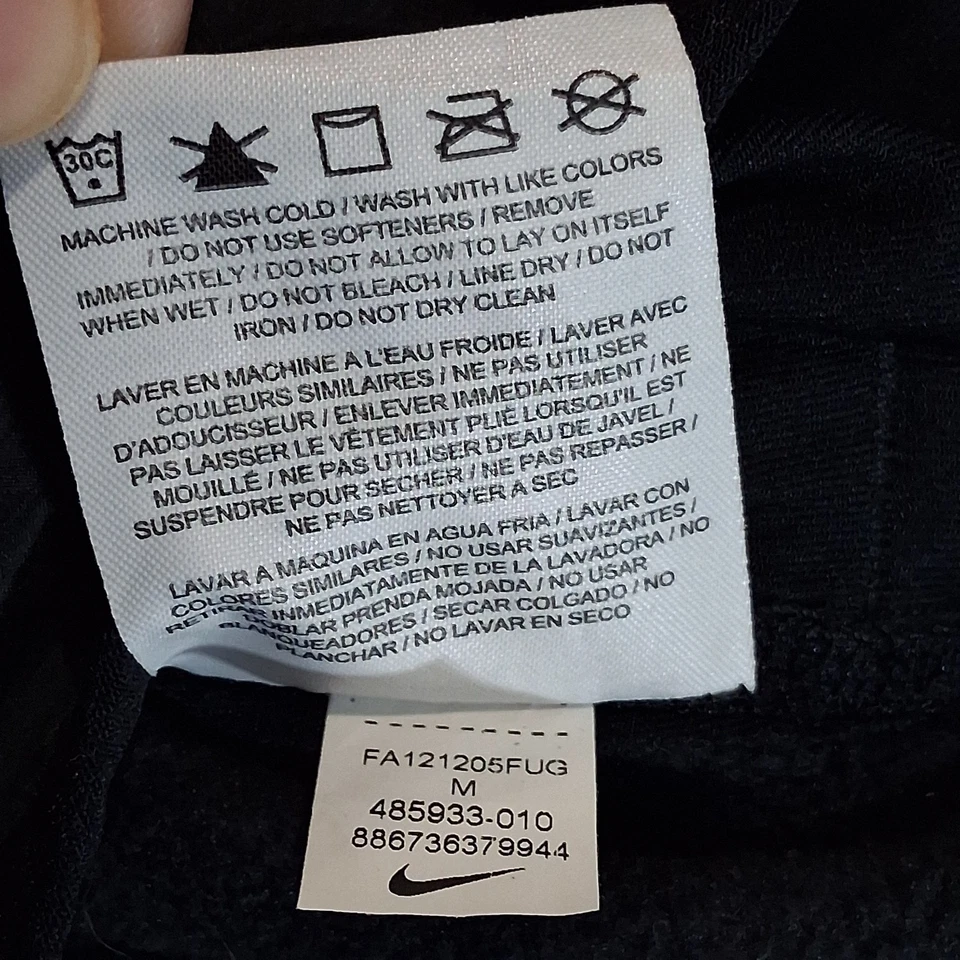 30C
MACHINE WASH COLD / WASH WITH LIKE COLORS
/ DO NOT USE SOFTENERS / REMOVE
IMMEDIATELY / DO NOT ALLOW TO LAY ON ITSELF
WHEN WET / DO NOT BLEACH / LINE DRY / DO NOT
IRON / DO NOT DRY CLEAN
LAVER EN MACHINE A L'EAU FROIDE / LAVER AVEC
COULEURS SIMILAIRES / NE PAS UTILISER
D'ADOUCISSEUR / ENLEVER IMMEDIATEMENT / NE
PAS LAISSER LE VÊTEMENT PLIÉ LORSQU'IL EST
MOUILLÉ / NE PAS UTILISER D'EAU DE JAVEL /
SUSPENDRE POUR SECHER / NE PAS REPASSER /
NE PAS NETTOYER A SEC
LAVAR A MAQUINA EN AGUA FRIA / LAVAR CON
COLORES SIMILARES / NO USAR SUAVIZANTES /
RETIRAR INMEDIATAMENTE DE LA LAVADORA / NO
DOBLAR PRENDA MOJADA / NO USAR
BLANQUEADORES / SECAR COLGADO / NO
PLANCHAR / NO LAVAR EN SECO
FA121205FUG
M
485933-010
886736379944